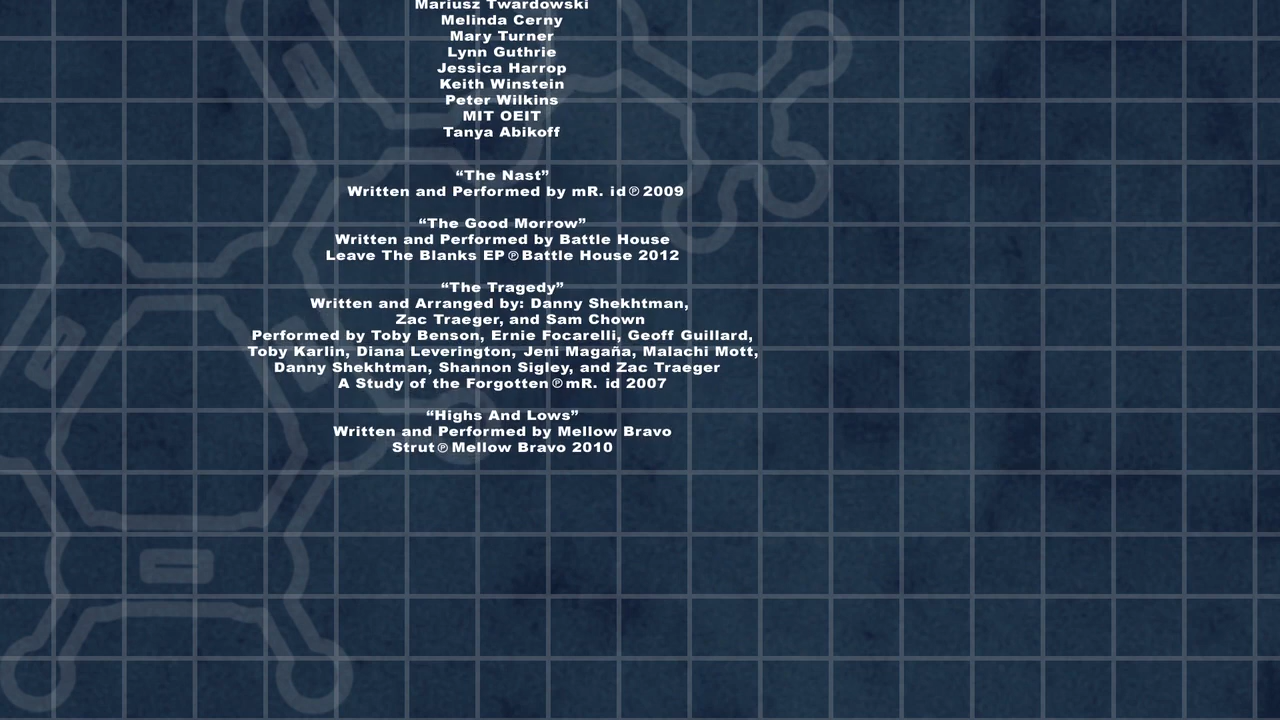 Mariusz Twardowski
Melinda Cerny
Mary Turner
Lynn Guthrie
Jessica Harrop
Keith Winstein
Peter Wilkins
MIT OEIT
Tanya Abikoff
“The Nast”
Written and Performed by mR. id℗2009
“The Good Morrow”
Written and Performed by Battle House
Leave The Blanks EP℗Battle House 2012
“The Tragedy”
Written and Arranged by: Danny Shekhtman,
Zac Traeger, and Sam Chown
Performed by Toby Benson, Ernie Focarelli, Geoff Guillard,
Toby Karlin, Diana Leverington, Jeni Magaña, Malachi Mott,
Danny Shekhtman, Shannon Sigley, and Zac Traeger
A Study of the Forgotten℗mR. id 2007
“Highs And Lows”
Written and Performed by Mellow Bravo
Strut℗Mellow Bravo 2010